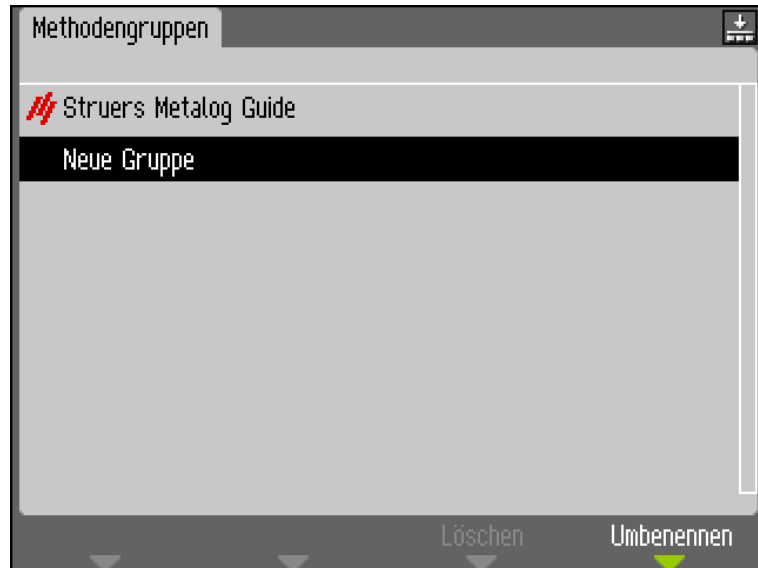 Methodengruppen
Struers Metalog Guide
Neue Gruppe
Löschen Umbenennen